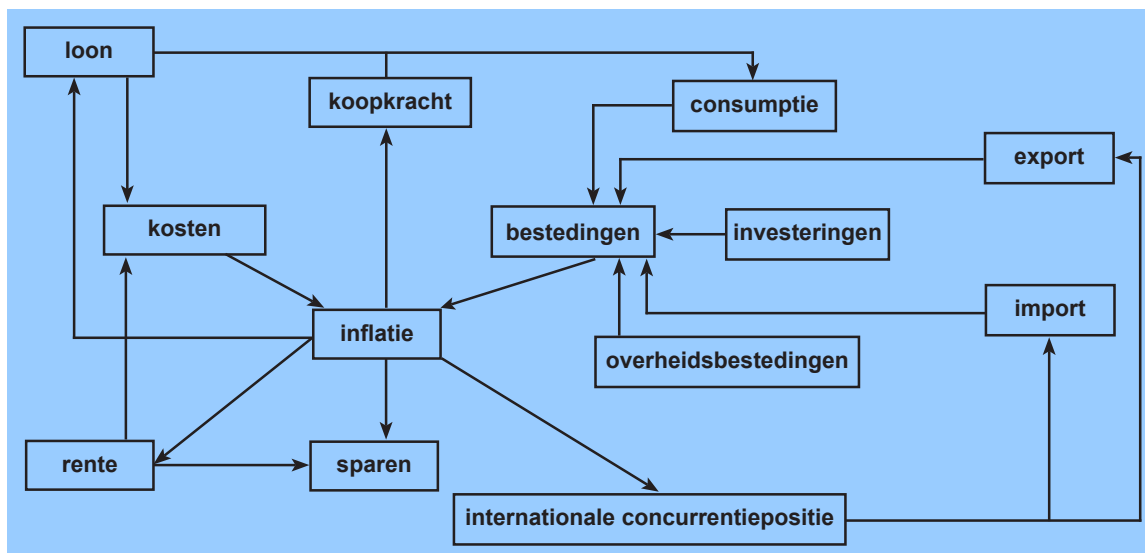 loon
koopkracht
consumptie
export
kosten
bestedingen
investeringen
import
inflatie
overheidsbestedingen
rente
sparen
internationale concurrentiepositie